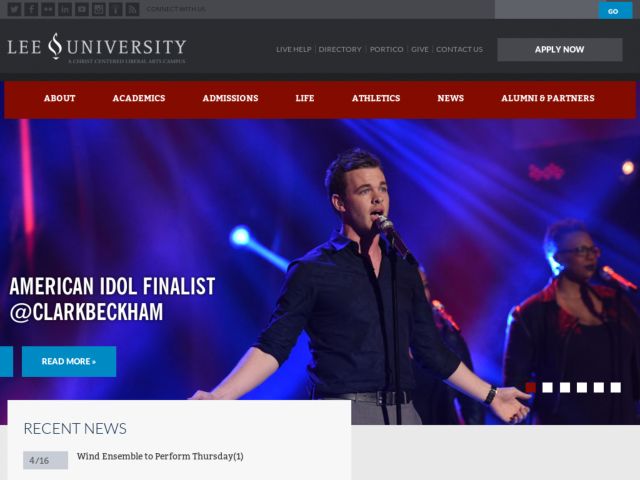 CONNECT WITH US
GO
LEE UNIVERSITY
A CHRIST CENTERED LIBERAL ARTS CAMPUS
LIVE HELP
DIRECTORY
PORTICO
GIVE
CONTACT US
APPLY NOW
ABOUT
ACADEMICS
ADMISSIONS
LIFE
ATHLETICS
NEWS
ALUMNI & PARTNERS
AMERICAN IDOL FINALIST
@CLARKBECKHAM
READ MORE »
RECENT NEWS
4/16
Wind Ensemble to Perform Thursday(1)